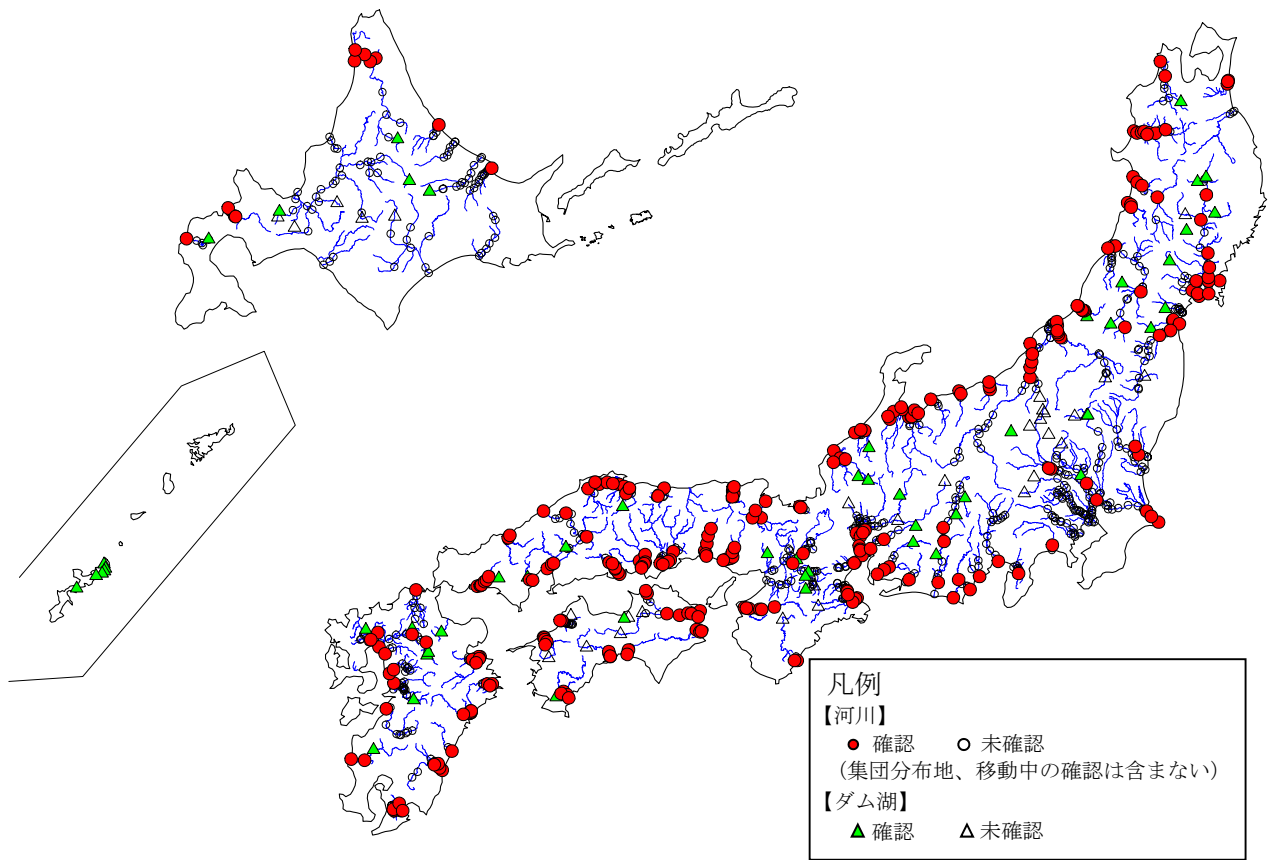 凡例
【河川】
確認 未確認
（集団分布地、移動中の確認は含まない）
【ダム湖】
確認 未確認